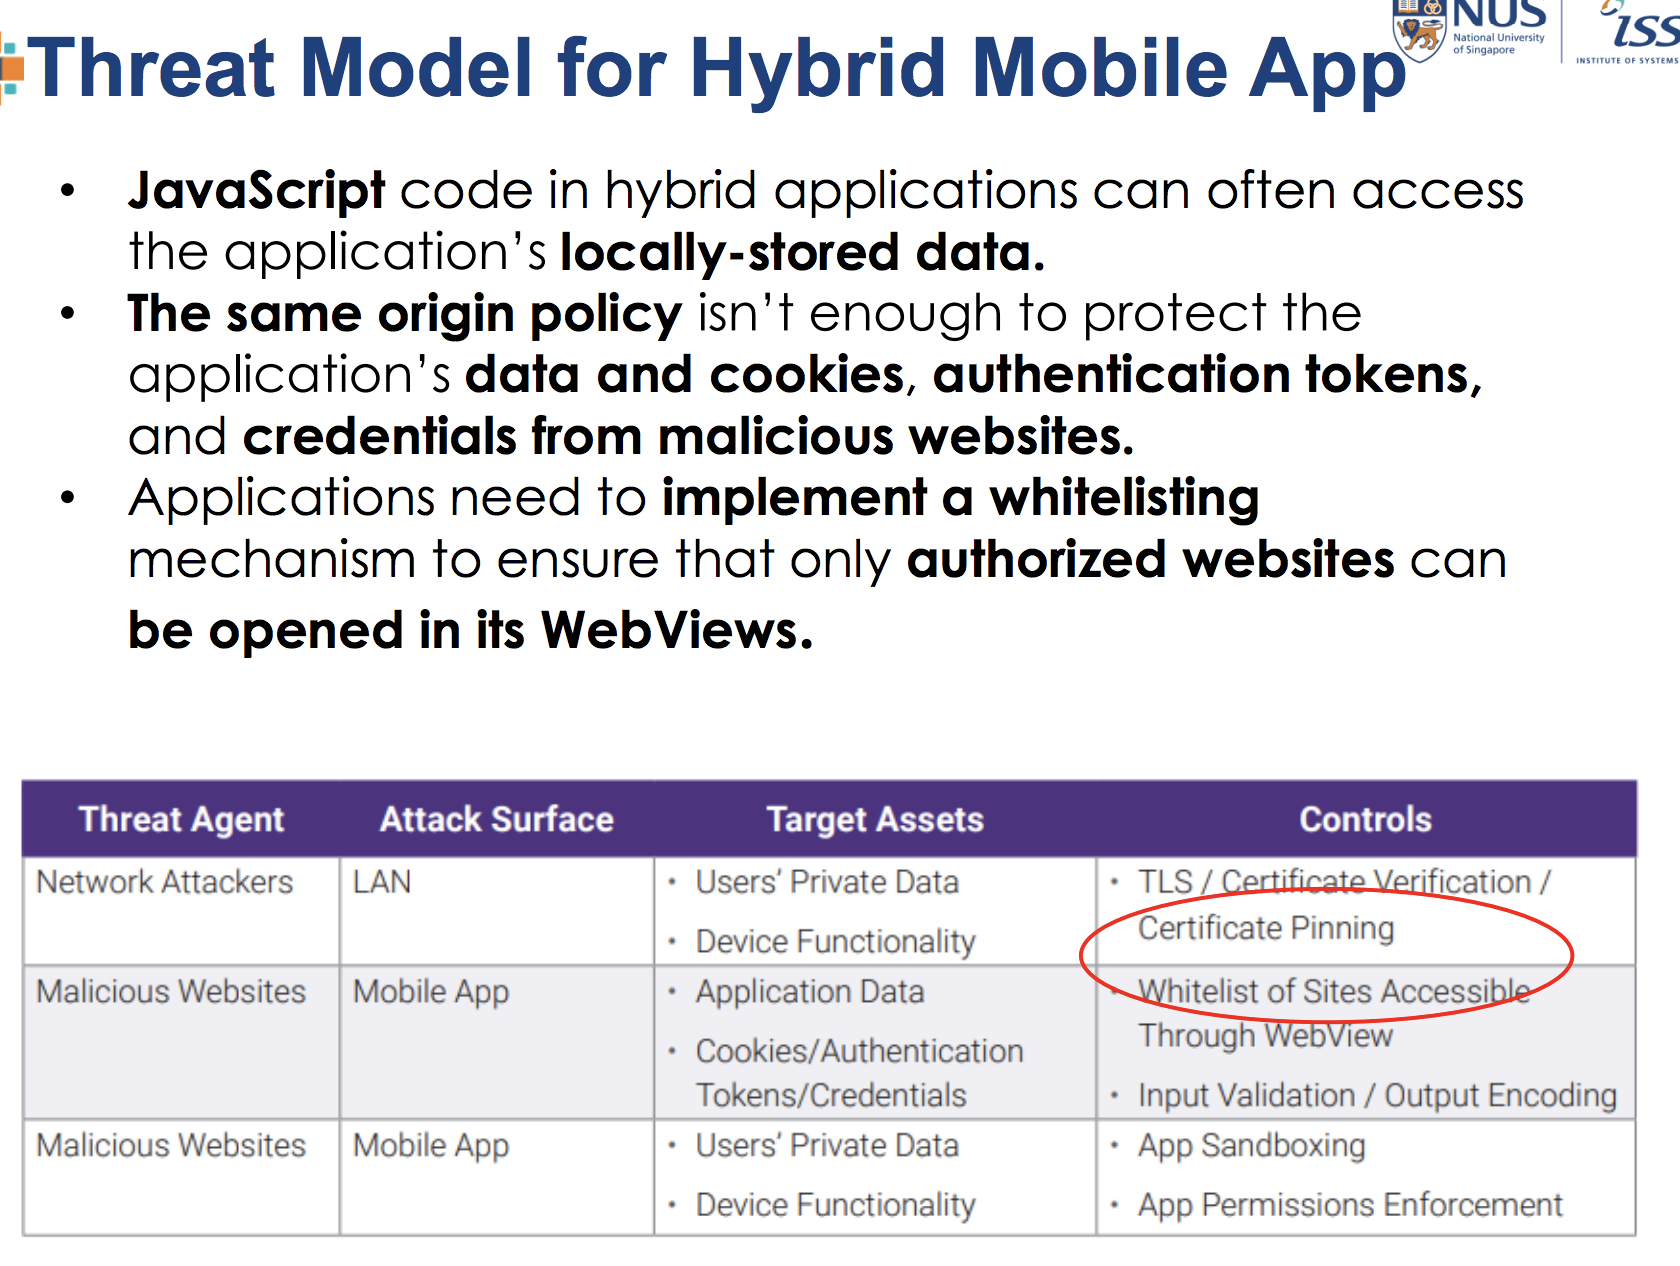 Threat Model for Hybrid Mobile App
NUS
National University
of Singapore
iss
INSTITUTE OF SYSTEMS
• JavaScript code in hybrid applications can often access
the application’s locally-stored data.
• The same origin policy isn’t enough to protect the
application’s data and cookies, authentication tokens,
and credentials from malicious websites.
• Applications need to implement a whitelisting
mechanism to ensure that only authorized websites can
be opened in its WebViews.
Threat Agent Attack Surface Target Assets Controls
Network Attackers LAN
• Users’ Private Data
• Device Functionality
• TLS / Certificate Verification /
Certificate Pinning
Malicious Websites Mobile App
• Application Data
• Cookies/Authentication
Tokens/Credentials
• Whitelist of Sites Accessible
Through WebView
• Input Validation / Output Encoding
Malicious Websites Mobile App
• Users’ Private Data
• Device Functionality
• App Sandboxing
• App Permissions Enforcement